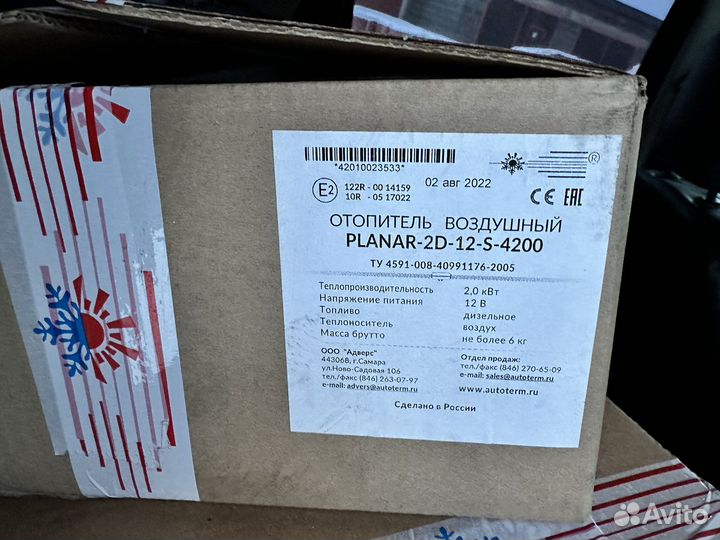 *42010023533*
®
E2
122R - 00 14159
10R - 05 17022
02 авг 2022
CE EAC
ОТОПИТЕЛЬ ВОЗДУШНЫЙ
PLANAR-2D-12-S-4200
ТУ 4591-008-40991176-2005
Теплопроизводительность 2,0 кВт
Напряжение питания 12 В
Топливо дизельное
Теплоноситель воздух
Масса брутто не более 6 кг
ООО "Адверс"
443068, г.Самара
ул.Ново-Садовая 106
тел./факс (846) 263-07-97
e-mail: advers@autoterm.ru
Отдел продаж:
тел./факс (846) 270-65-09
e-mail: sales@autoterm.ru
www.autoterm.ru
Сделано в России
Avito